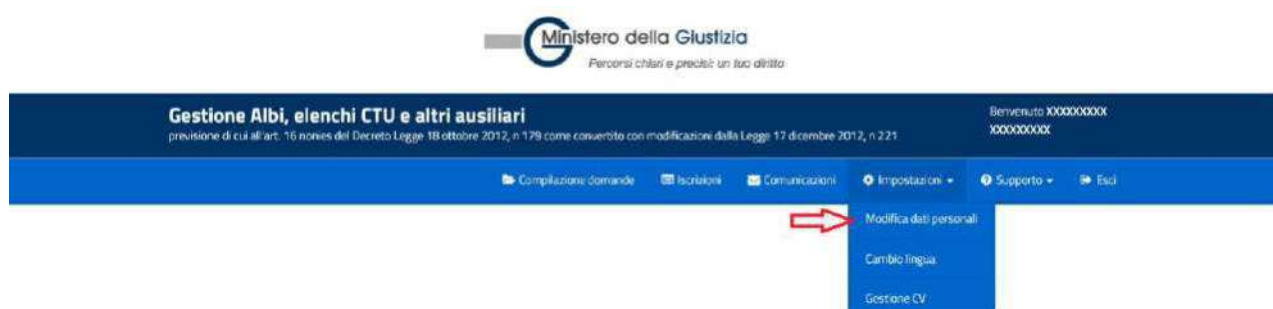 Ministero della Giustizia
Percorsi chiari e precisi: un tuo diritto
Gestione Albi, elenchi CTU e altri ausiliari
previsione di cui all'art. 16 nonies del Decreto Legge 18 ottobre 2012, n 179 come convertito con modificazioni dalla Legge 17 dicembre 2012, n 221
Benvenuto XXXXXXXXX
XXXXXXXXX
Compilazione domande Iscrizioni Comunicazioni Impostazioni Supporto Esci
Modifica dati personali
Cambio lingua
Gestione CV